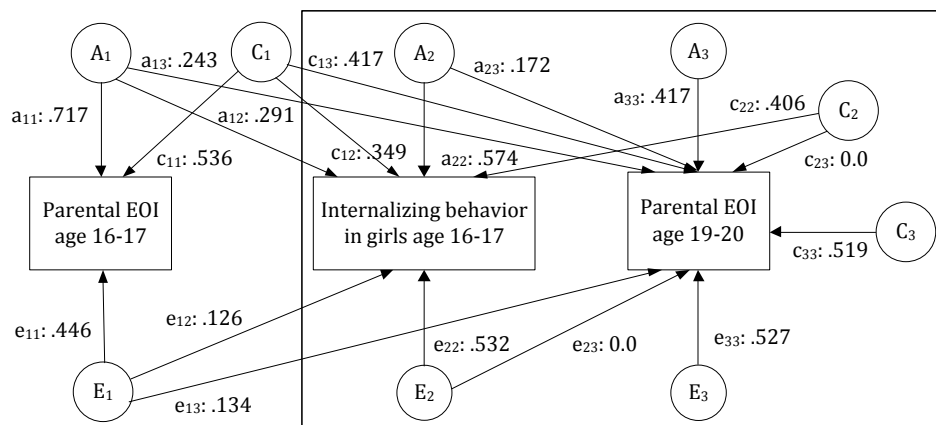 A₁
C₁
A₂
A₃
a₁₃: .243
c₁₃: .417
a₂₃: .172
a₁₁: .717
a₁₂: .291
a₃₃: .417
c₂₂: .406
C₂
c₁₁: .536
c₁₂: .349
a₂₂: .574
c₂₃: 0.0
Parental EOI
age 16-17
Internalizing behavior
in girls age 16-17
Parental EOI
age 19-20
C₃
c₃₃: .519
e₁₁: .446
e₁₂: .126
e₂₂: .532
e₂₃: 0.0
e₃₃: .527
E₁
e₁₃: .134
E₂
E₃